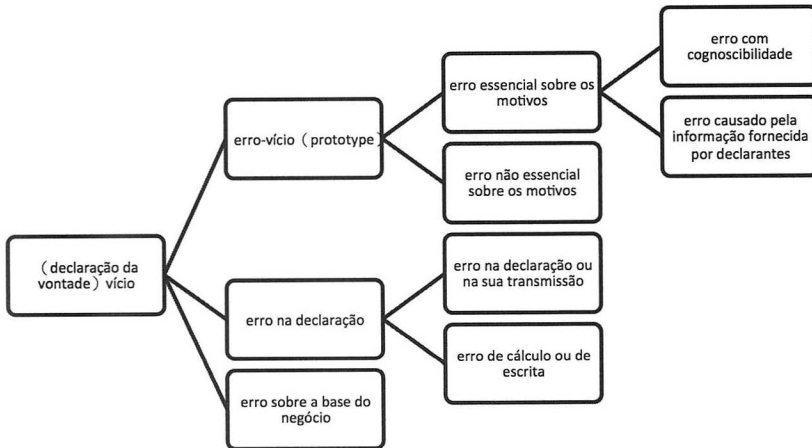 erro com
cognoscibilidade
erro essencial sobre os
motivos
erro causado pela
informação fornecida
por declarantes
erro-vício（prototype）
erro não essencial
sobre os motivos
（declaração da
vontade）vício
erro na declaração ou
na sua transmissão
erro na declaração
erro de cálculo ou de
escrita
erro sobre a base do
negócio